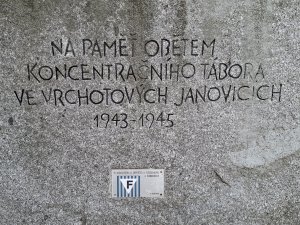 NA PAMĚŤ OBĚTEM
KONCENTRAČNÍHO TÁBORA
VE VRCHOTOVÝCH JANOVICÍCH
1943-1945
F